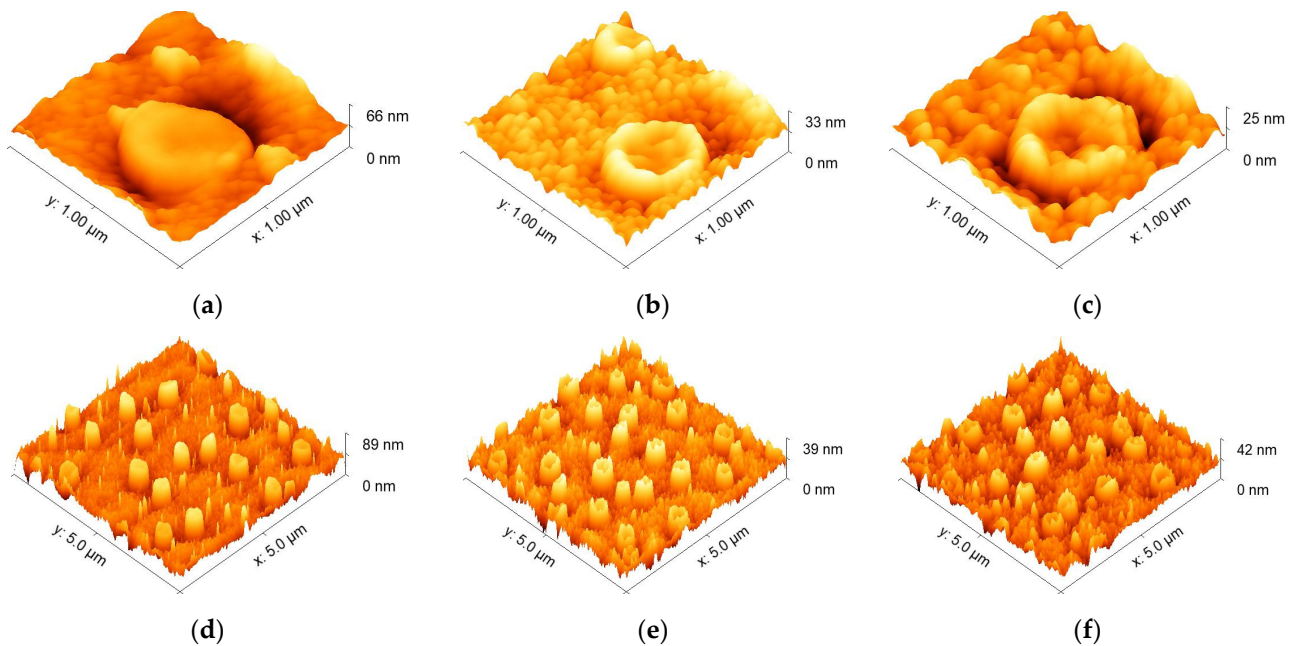 66 nm
0 nm
y: 1.00 µm
x: 1.00 µm
(a)
33 nm
0 nm
y: 1.00 µm
x: 1.00 µm
(b)
25 nm
0 nm
y: 1.00 µm
x: 1.00 µm
(c)
89 nm
0 nm
y: 5.0 µm
x: 5.0 µm
(d)
39 nm
0 nm
y: 5.0 µm
x: 5.0 µm
(e)
42 nm
0 nm
y: 5.0 µm
x: 5.0 µm
(f)